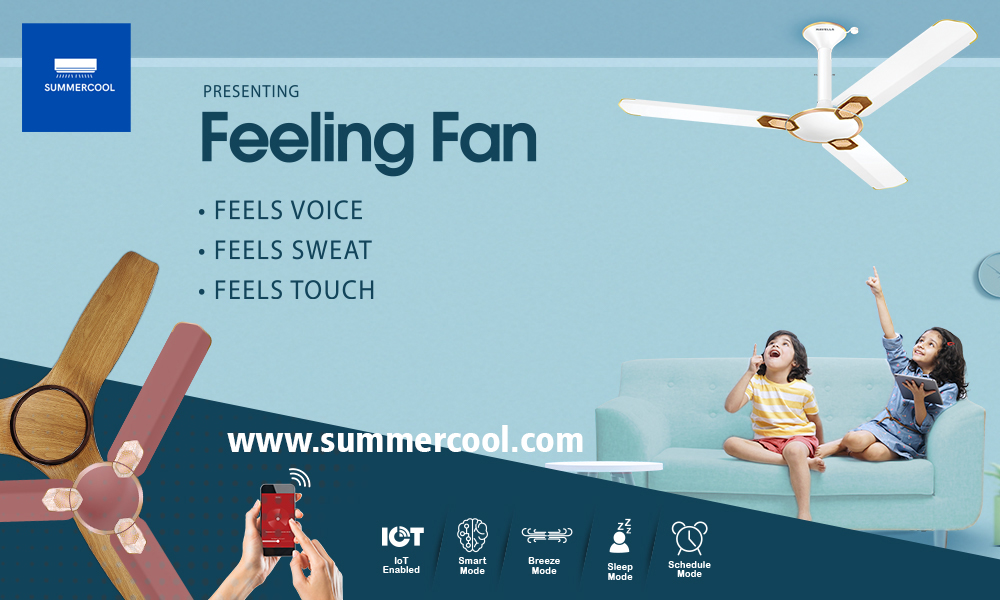 SUMMERCOOL
PRESENTING
Feeling Fan
• FEELS VOICE
• FEELS SWEAT
• FEELS TOUCH
HAVELLS
www.summercool.com
IOT
IoT
Enabled
Smart
Mode
Breeze
Mode
z z z
Sleep
Mode
Schedule
Mode